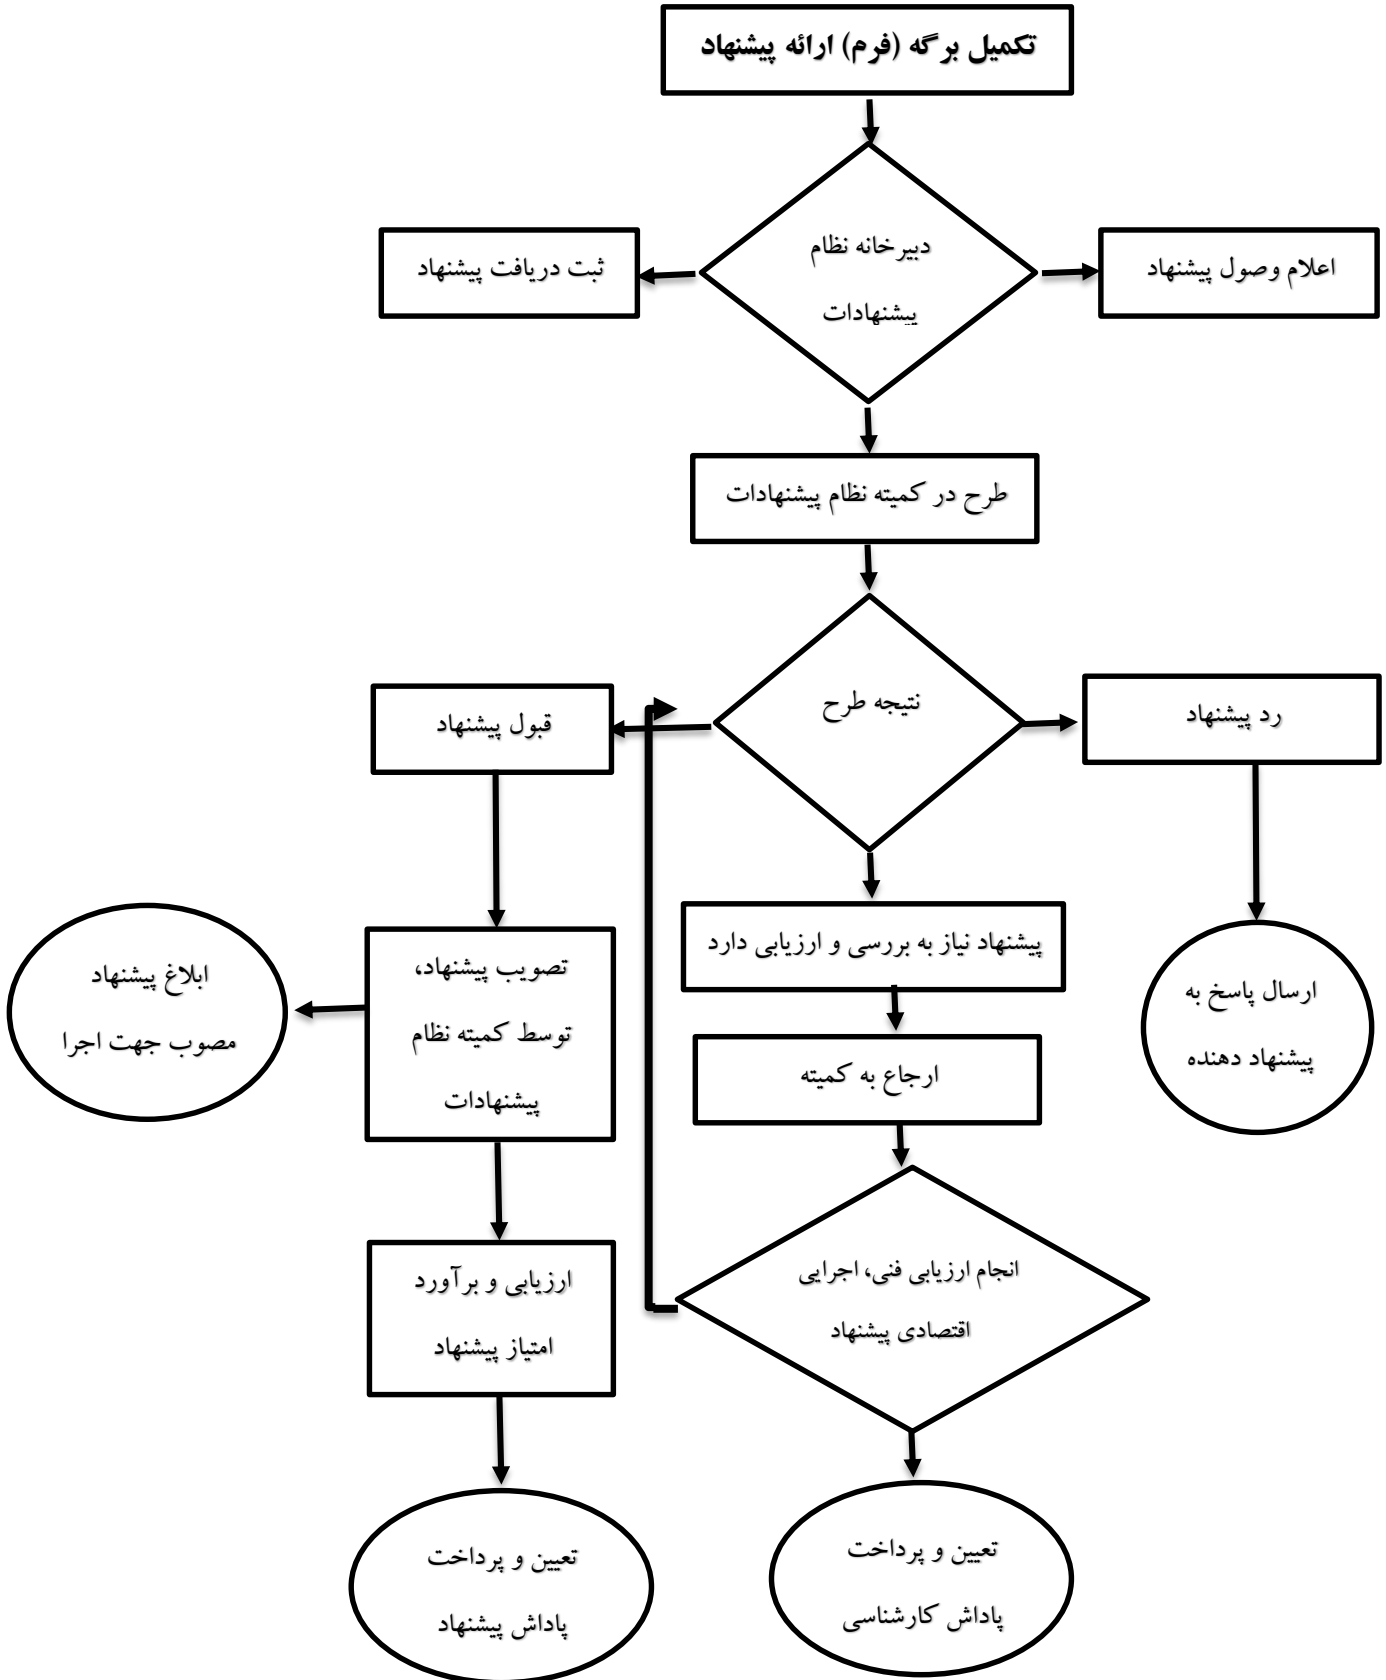 تکمیل برگه (فرم) ارائه پیشنهاد
دبیرخانه نظام
پیشنهادات
اعلام وصول پیشنهاد
ثبت دریافت پیشنهاد
طرح در کمیته نظام پیشنهادات
نتیجه طرح
رد پیشنهاد
قبول پیشنهاد
پیشنهاد نیاز به بررسی و ارزیابی دارد
ارسال پاسخ به
پیشنهاد دهنده
تصویب پیشنهاد،
توسط کمیته نظام
پیشنهادات
ابلاغ پیشنهاد
مصوب جهت اجرا
ارجاع به کمیته
انجام ارزیابی فنی، اجرایی
اقتصادی پیشنهاد
ارزیابی و برآورد
امتیاز پیشنهاد
تعیین و پرداخت
پاداش کارشناسی
تعیین و پرداخت
پاداش پیشنهاد